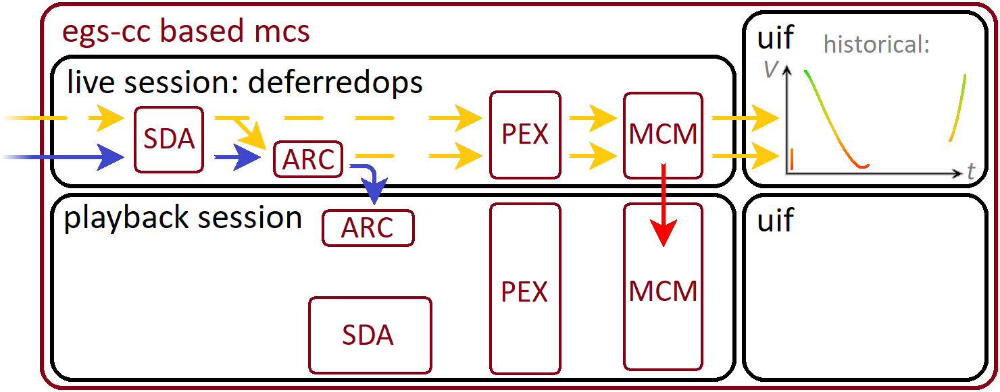 egs-cc based mcs
live session: deferredops
SDA
ARC
PEX
MCM
uif
historical:
V
t
playback session
ARC
SDA
PEX
MCM
uif